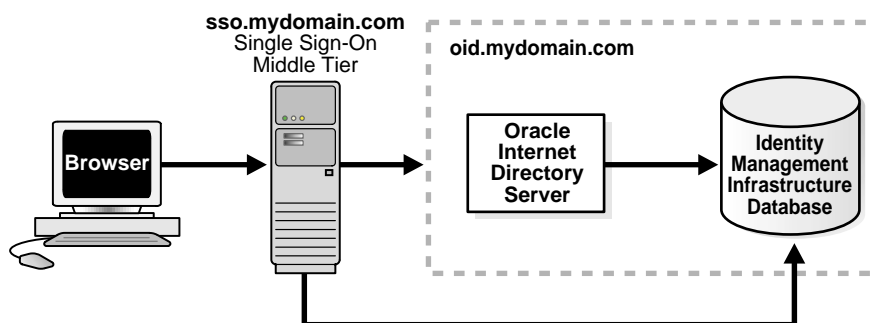 sso.mydomain.com
Single Sign-On
Middle Tier
oid.mydomain.com
Browser
Oracle
Internet
Directory
Server
Identity
Management
Infrastructure
Database